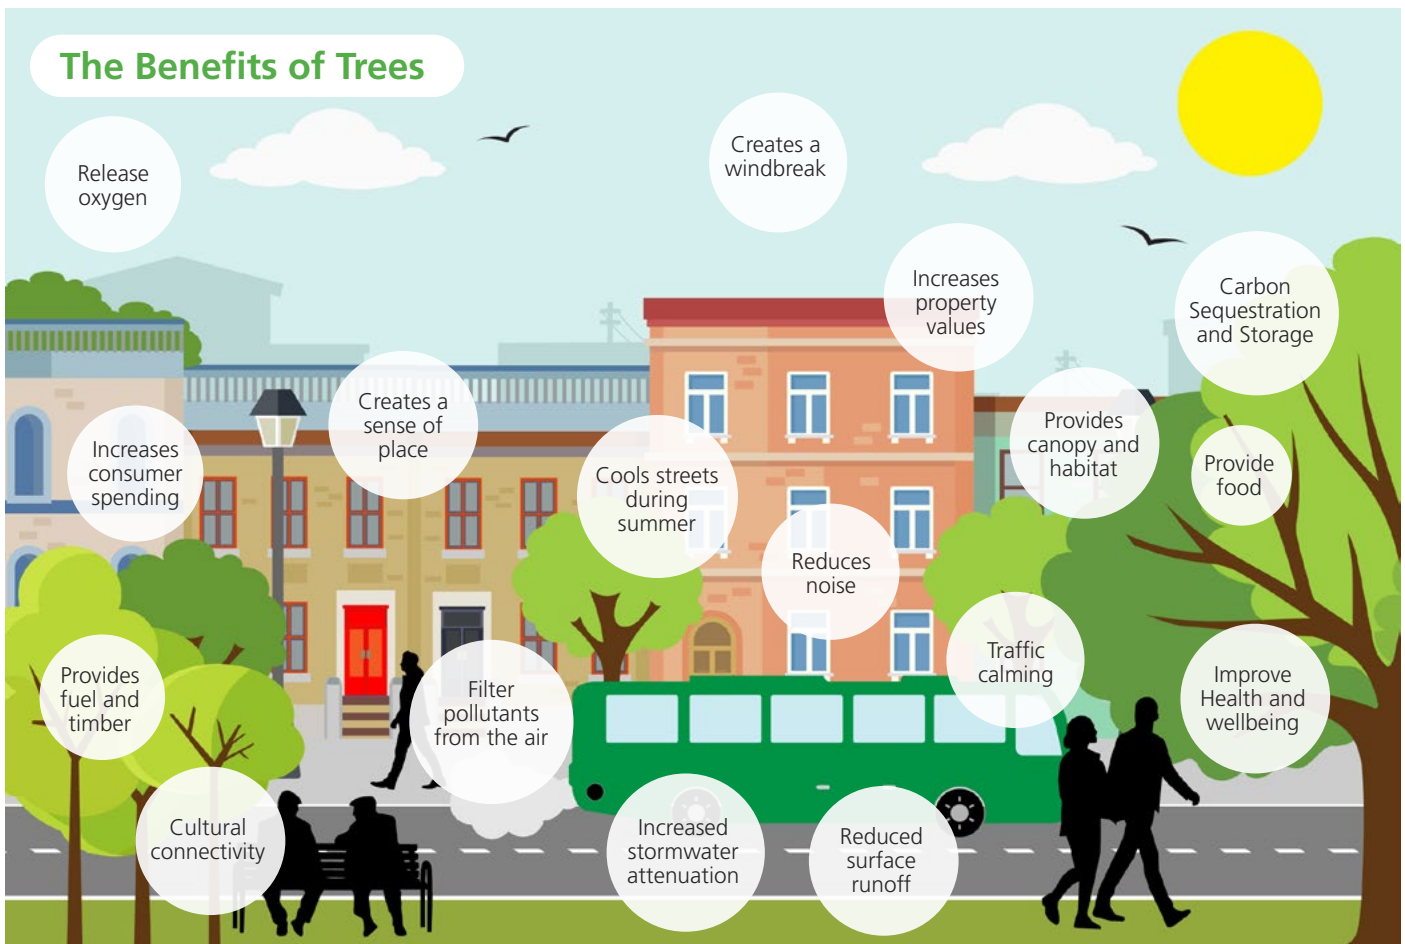 The Benefits of Trees
Release
oxygen
Creates a
windbreak
Increases
property
values
Carbon
Sequestration
and Storage
Creates a
sense of
place
Provides
canopy and
habitat
Increases
consumer
spending
Cools streets
during
summer
Provide
food
Reduces
noise
Traffic
calming
Provides
fuel and
timber
Filter
pollutants
from the air
Improve
Health and
wellbeing
Cultural
connectivity
Increased
stormwater
attenuation
Reduced
surface
runoff